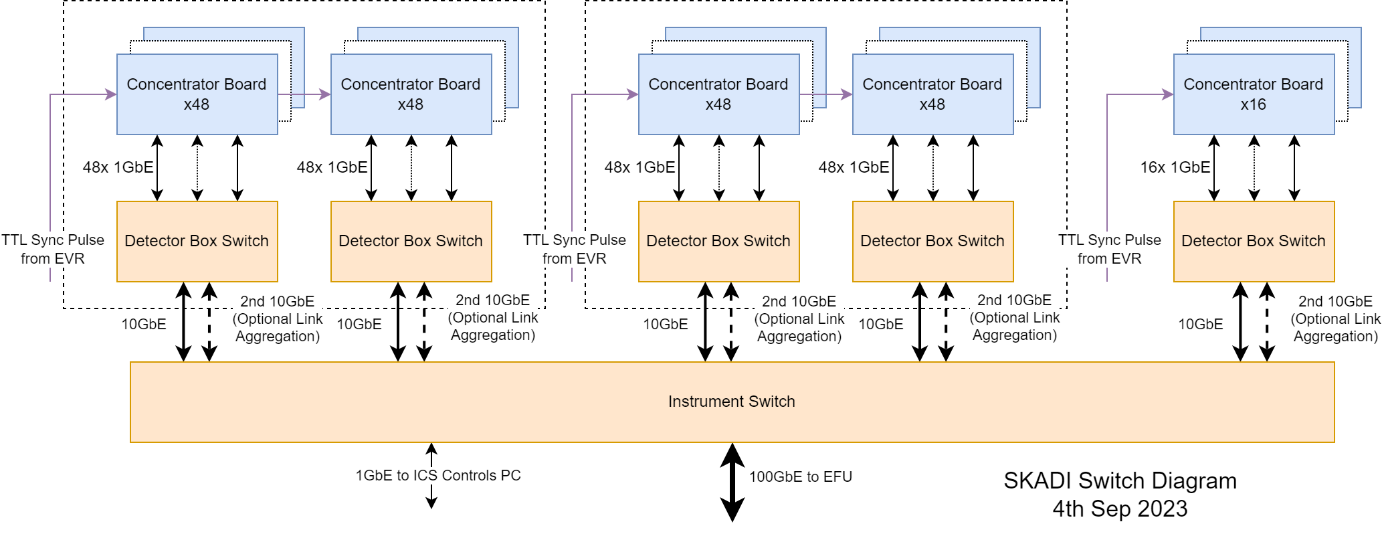 Concentrator Board
x48
Concentrator Board
x48
Concentrator Board
x48
Concentrator Board
x48
Concentrator Board
x16
48x 1GbE
48x 1GbE
48x 1GbE
48x 1GbE
16x 1GbE
TTL Sync Pulse
from EVR
Detector Box Switch
Detector Box Switch
TTL Sync Pulse
from EVR
Detector Box Switch
Detector Box Switch
TTL Sync Pulse
from EVR
Detector Box Switch
10GbE
2nd 10GbE
(Optional Link
Aggregation)
10GbE
2nd 10GbE
(Optional Link
Aggregation)
10GbE
2nd 10GbE
(Optional Link
Aggregation)
10GbE
2nd 10GbE
(Optional Link
Aggregation)
10GbE
2nd 10GbE
(Optional Link
Aggregation)
Instrument Switch
1GbE to ICS Controls PC
100GbE to EFU
SKADI Switch Diagram
4th Sep 2023